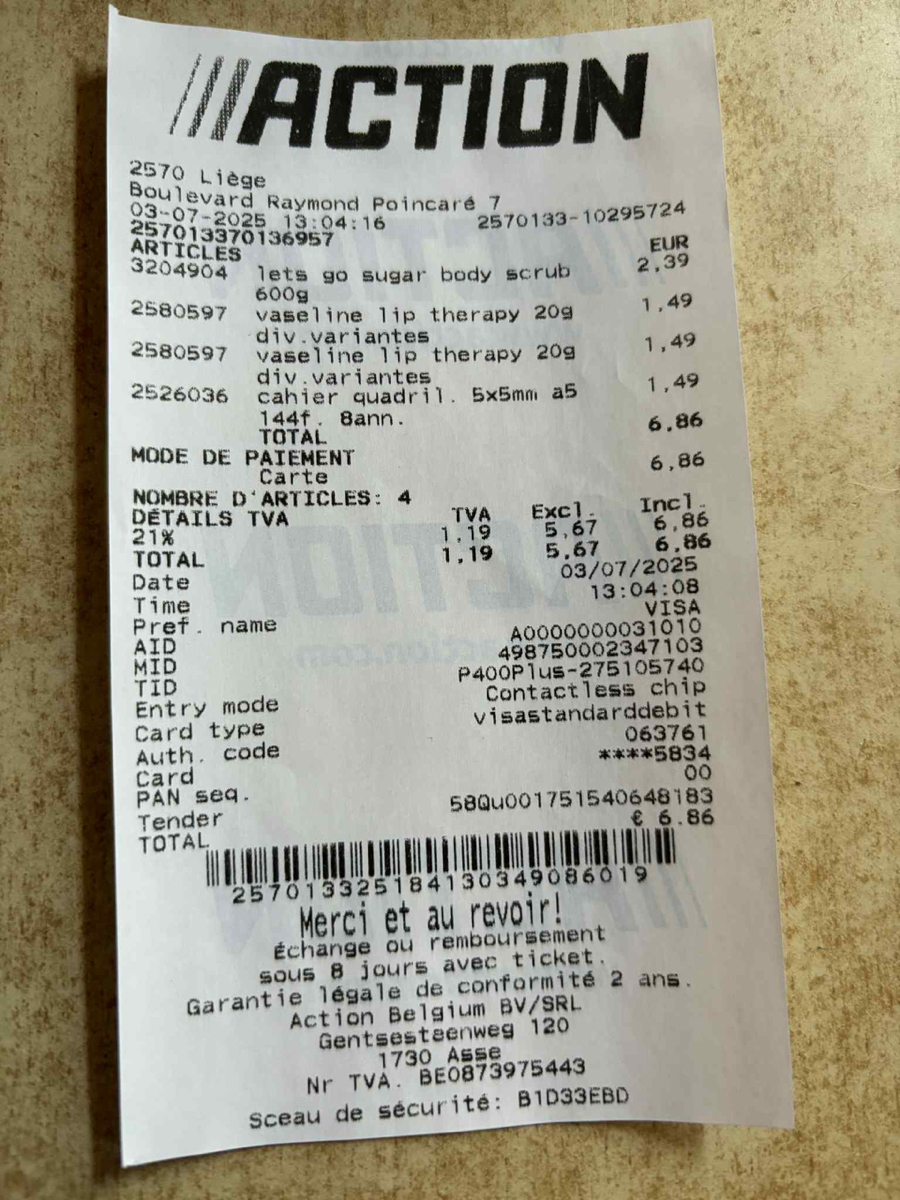 ACTION
2570 Liège
Boulevard Raymond Poincaré 7
03-07-2025 13:04:16 2570133-10295724
257013370136957
ARTICLES EUR
3204904 lets go sugar body scrub 2,39
600g
2580597 vaseline lip therapy 20g 1,49
div.variantes
2580597 vaseline lip therapy 20g 1,49
div.variantes
2526036 cahier quadril. 5x5mm a5 1,49
144f. 8ann.
TOTAL 6,86
MODE DE PAIEMENT
Carte 6,86
NOMBRE D'ARTICLES: 4
DÉTAILS TVA TVA Excl. Incl.
21% 1,19 5,67 6,86
TOTAL 1,19 5,67 6,86
Date 03/07/2025
Time 13:04:08
Pref. name VISA
AID A0000000031010
MID 498750002347103
TID P400Plus-275105740
Entry mode Contactless chip
Card type visastandarddebit
Auth. code 063761
Card ****5834
PAN seq. 00
Tender 58Qu001751540648183
TOTAL € 6.86
257013325184130349086019
Merci et au revoir!
Échange ou remboursement
sous 8 jours avec ticket.
Garantie légale de conformité 2 ans.
Action Belgium BV/SRL
Gentsesteenweg 120
1730 Asse
Nr TVA. BE0873975443
Sceau de sécurité: B1D33EBD